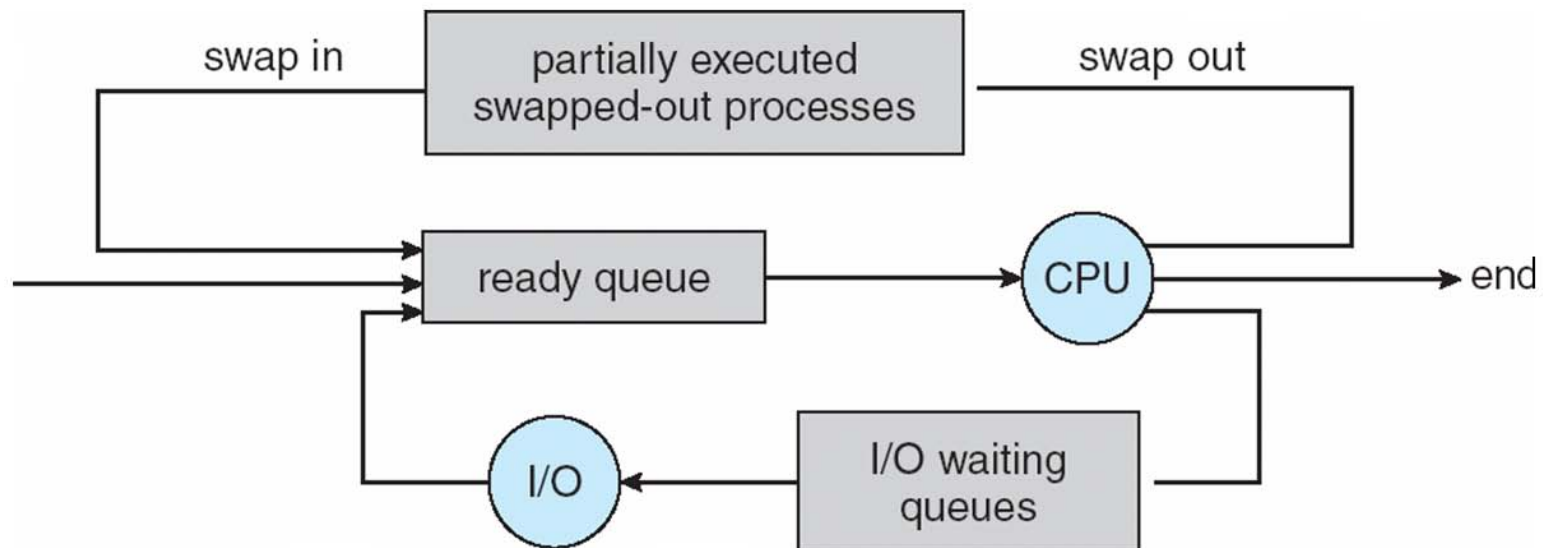 swap in
partially executed
swapped-out processes
swap out
ready queue
CPU
end
I/O
I/O waiting
queues